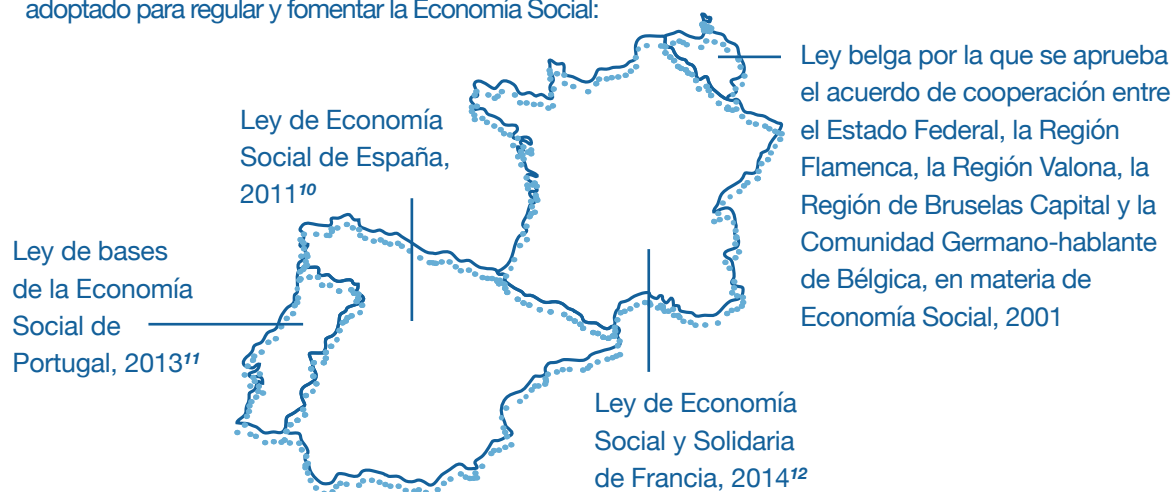 adoptado para regular y fomentar la Economía Social:
Ley belga por la que se aprueba
el acuerdo de cooperación entre
el Estado Federal, la Región
Flamenca, la Región Valona, la
Región de Bruselas Capital y la
Comunidad Germano-hablante
de Bélgica, en materia de
Economía Social, 2001
Ley de Economía
Social de España,
2011¹⁰
Ley de bases
de la Economía
Social de
Portugal, 2013¹¹
Ley de Economía
Social y Solidaria
de Francia, 2014¹²